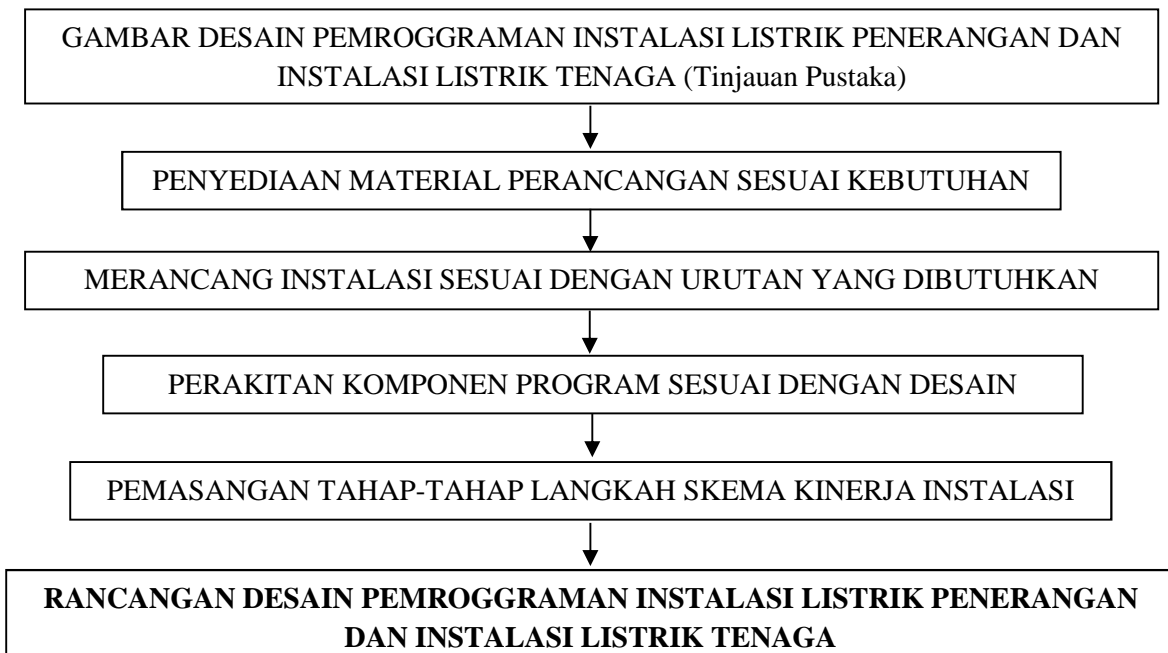 GAMBAR DESAIN PEMROGGRAMAN INSTALASI LISTRIK PENERANGAN DAN
INSTALASI LISTRIK TENAGA (Tinjauan Pustaka)
PENYEDIAAN MATERIAL PERANCANGAN SESUAI KEBUTUHAN
MERANCANG INSTALASI SESUAI DENGAN URUTAN YANG DIBUTUHKAN
PERAKITAN KOMPONEN PROGRAM SESUAI DENGAN DESAIN
PEMASANGAN TAHAP-TAHAP LANGKAH SKEMA KINERJA INSTALASI
RANCANGAN DESAIN PEMROGGRAMAN INSTALASI LISTRIK PENERANGAN
DAN INSTALASI LISTRIK TENAGA